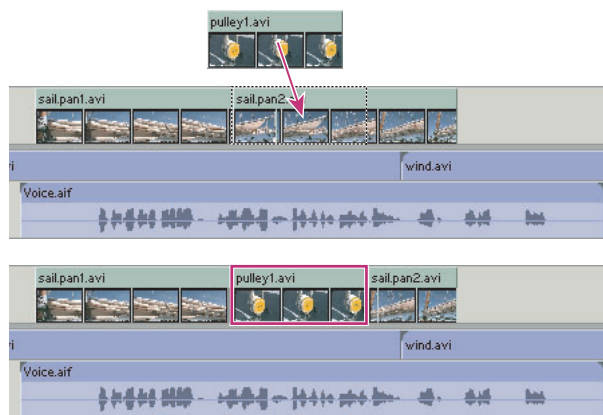 pulley1.avi
sail.pan1.avi
sail.pan2.
i
wind.avi
Voice.aif
sail.pan1.avi
pulley1.avi
sail.pan2.avi
i
wind.avi
Voice.aif